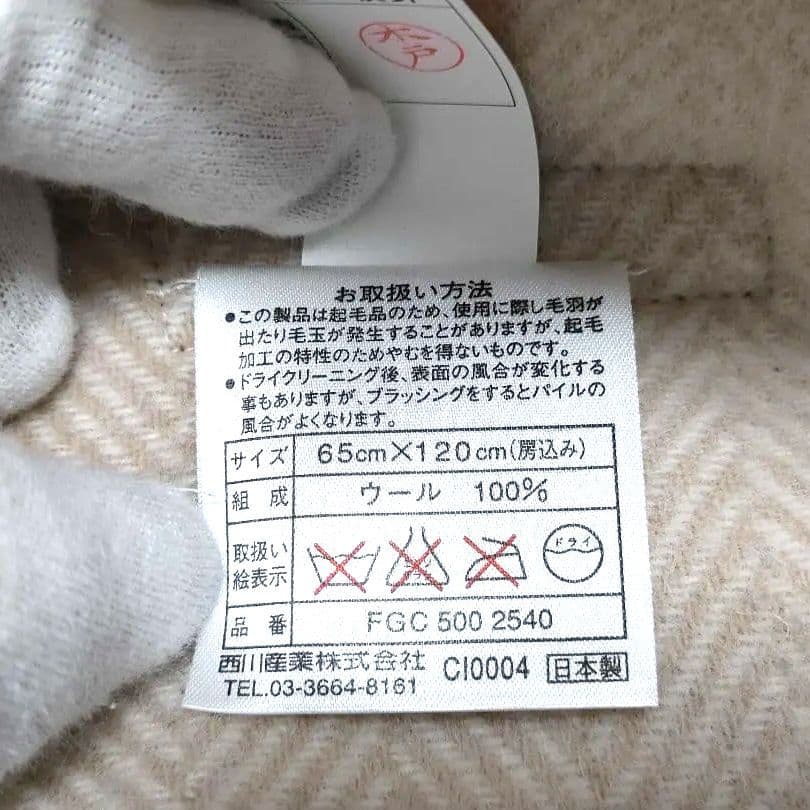 お取扱い方法
●この製品は起毛品のため、使用に際し毛羽が
出たり毛玉が発生することがありますが、起毛
加工の特性のためやむを得ないものです。
●ドライクリーニング後、表面の風合が変化する
事もありますが、ブラッシングをするとパイルの
風合がよくなります。
サイズ 65cm×120cm(房込み)
組成 ウール 100%
取扱い
絵表示 ドライ
品番 FGC 500 2540
西川産業株式会社 CI0004 日本製
TEL.03-3664-8161